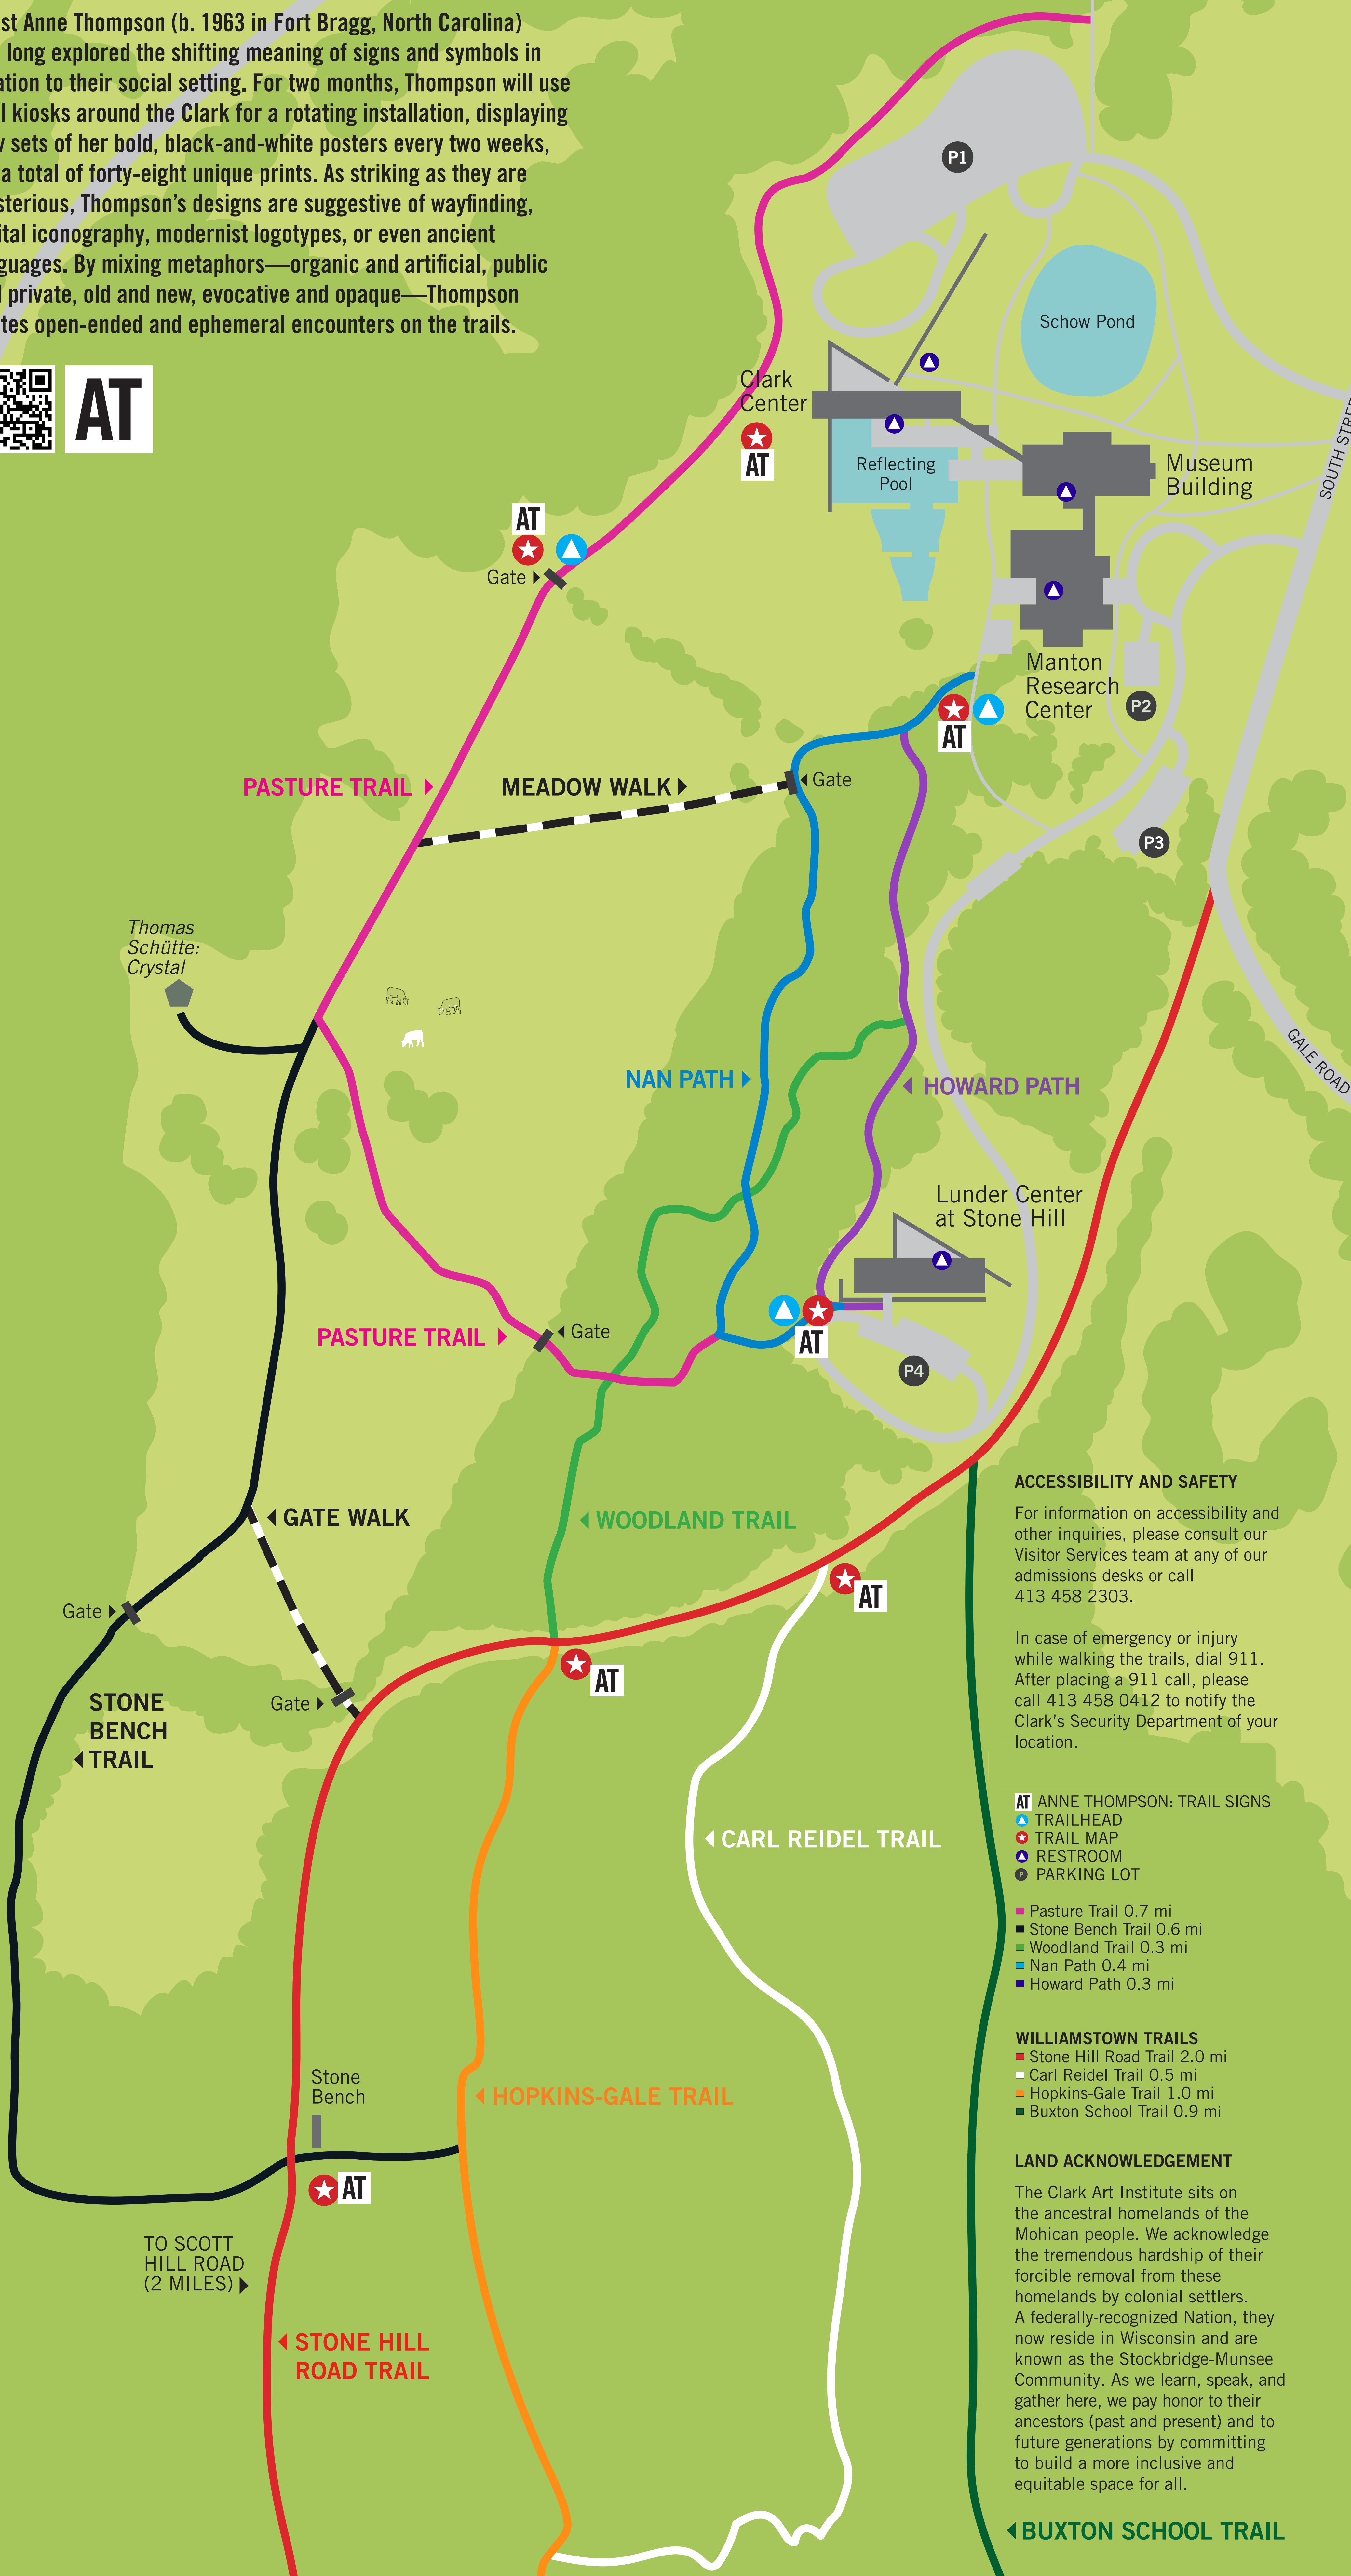 st Anne Thompson (b. 1963 in Fort Bragg, North Carolina)
long explored the shifting meaning of signs and symbols in
ation to their social setting. For two months, Thompson will use
l kiosks around the Clark for a rotating installation, displaying
v sets of her bold, black-and-white posters every two weeks,
a total of forty-eight unique prints. As striking as they are
sterious, Thompson's designs are suggestive of wayfinding,
ital iconography, modernist logotypes, or even ancient
guages. By mixing metaphors—organic and artificial, public
l private, old and new, evocative and opaque—Thompson
tes open-ended and ephemeral encounters on the trails.
AT
P1
Schow Pond
Clark
Center
AT
Reflecting
Pool
Museum
Building
SOUTH STRE
AT
Gate
Manton
Research
Center
P2
AT
PASTURE TRAIL
MEADOW WALK
Gate
P3
Thomas
Schütte:
Crystal
GALE ROAD
NAN PATH
HOWARD PATH
Lunder Center
at Stone Hill
PASTURE TRAIL
Gate
AT
P4
GATE WALK
WOODLAND TRAIL
Gate
AT
AT
Gate
STONE
BENCH
TRAIL
CARL REIDEL TRAIL
Stone
Bench
HOPKINS-GALE TRAIL
AT
TO SCOTT
HILL ROAD
(2 MILES)
STONE HILL
ROAD TRAIL
ACCESSIBILITY AND SAFETY
For information on accessibility and
other inquiries, please consult our
Visitor Services team at any of our
admissions desks or call
413 458 2303.
In case of emergency or injury
while walking the trails, dial 911.
After placing a 911 call, please
call 413 458 0412 to notify the
Clark's Security Department of your
location.
AT ANNE THOMPSON: TRAIL SIGNS
TRAILHEAD
TRAIL MAP
RESTROOM
P PARKING LOT
Pasture Trail 0.7 mi
Stone Bench Trail 0.6 mi
Woodland Trail 0.3 mi
Nan Path 0.4 mi
Howard Path 0.3 mi
WILLIAMSTOWN TRAILS
Stone Hill Road Trail 2.0 mi
Carl Reidel Trail 0.5 mi
Hopkins-Gale Trail 1.0 mi
Buxton School Trail 0.9 mi
LAND ACKNOWLEDGEMENT
The Clark Art Institute sits on
the ancestral homelands of the
Mohican people. We acknowledge
the tremendous hardship of their
forcible removal from these
homelands by colonial settlers.
A federally-recognized Nation, they
now reside in Wisconsin and are
known as the Stockbridge-Munsee
Community. As we learn, speak, and
gather here, we pay honor to their
ancestors (past and present) and to
future generations by committing
to build a more inclusive and
equitable space for all.
BUXTON SCHOOL TRAIL